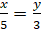 x/5 = y/3